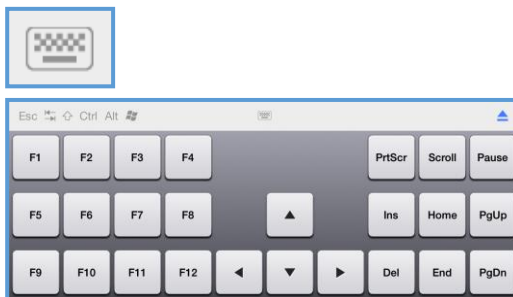 Esc Ctrl Alt
F1 F2 F3 F4 PrtScr Scroll Pause
F5 F6 F7 F8 Ins Home PgUp
F9 F10 F11 F12 Del End PgDn